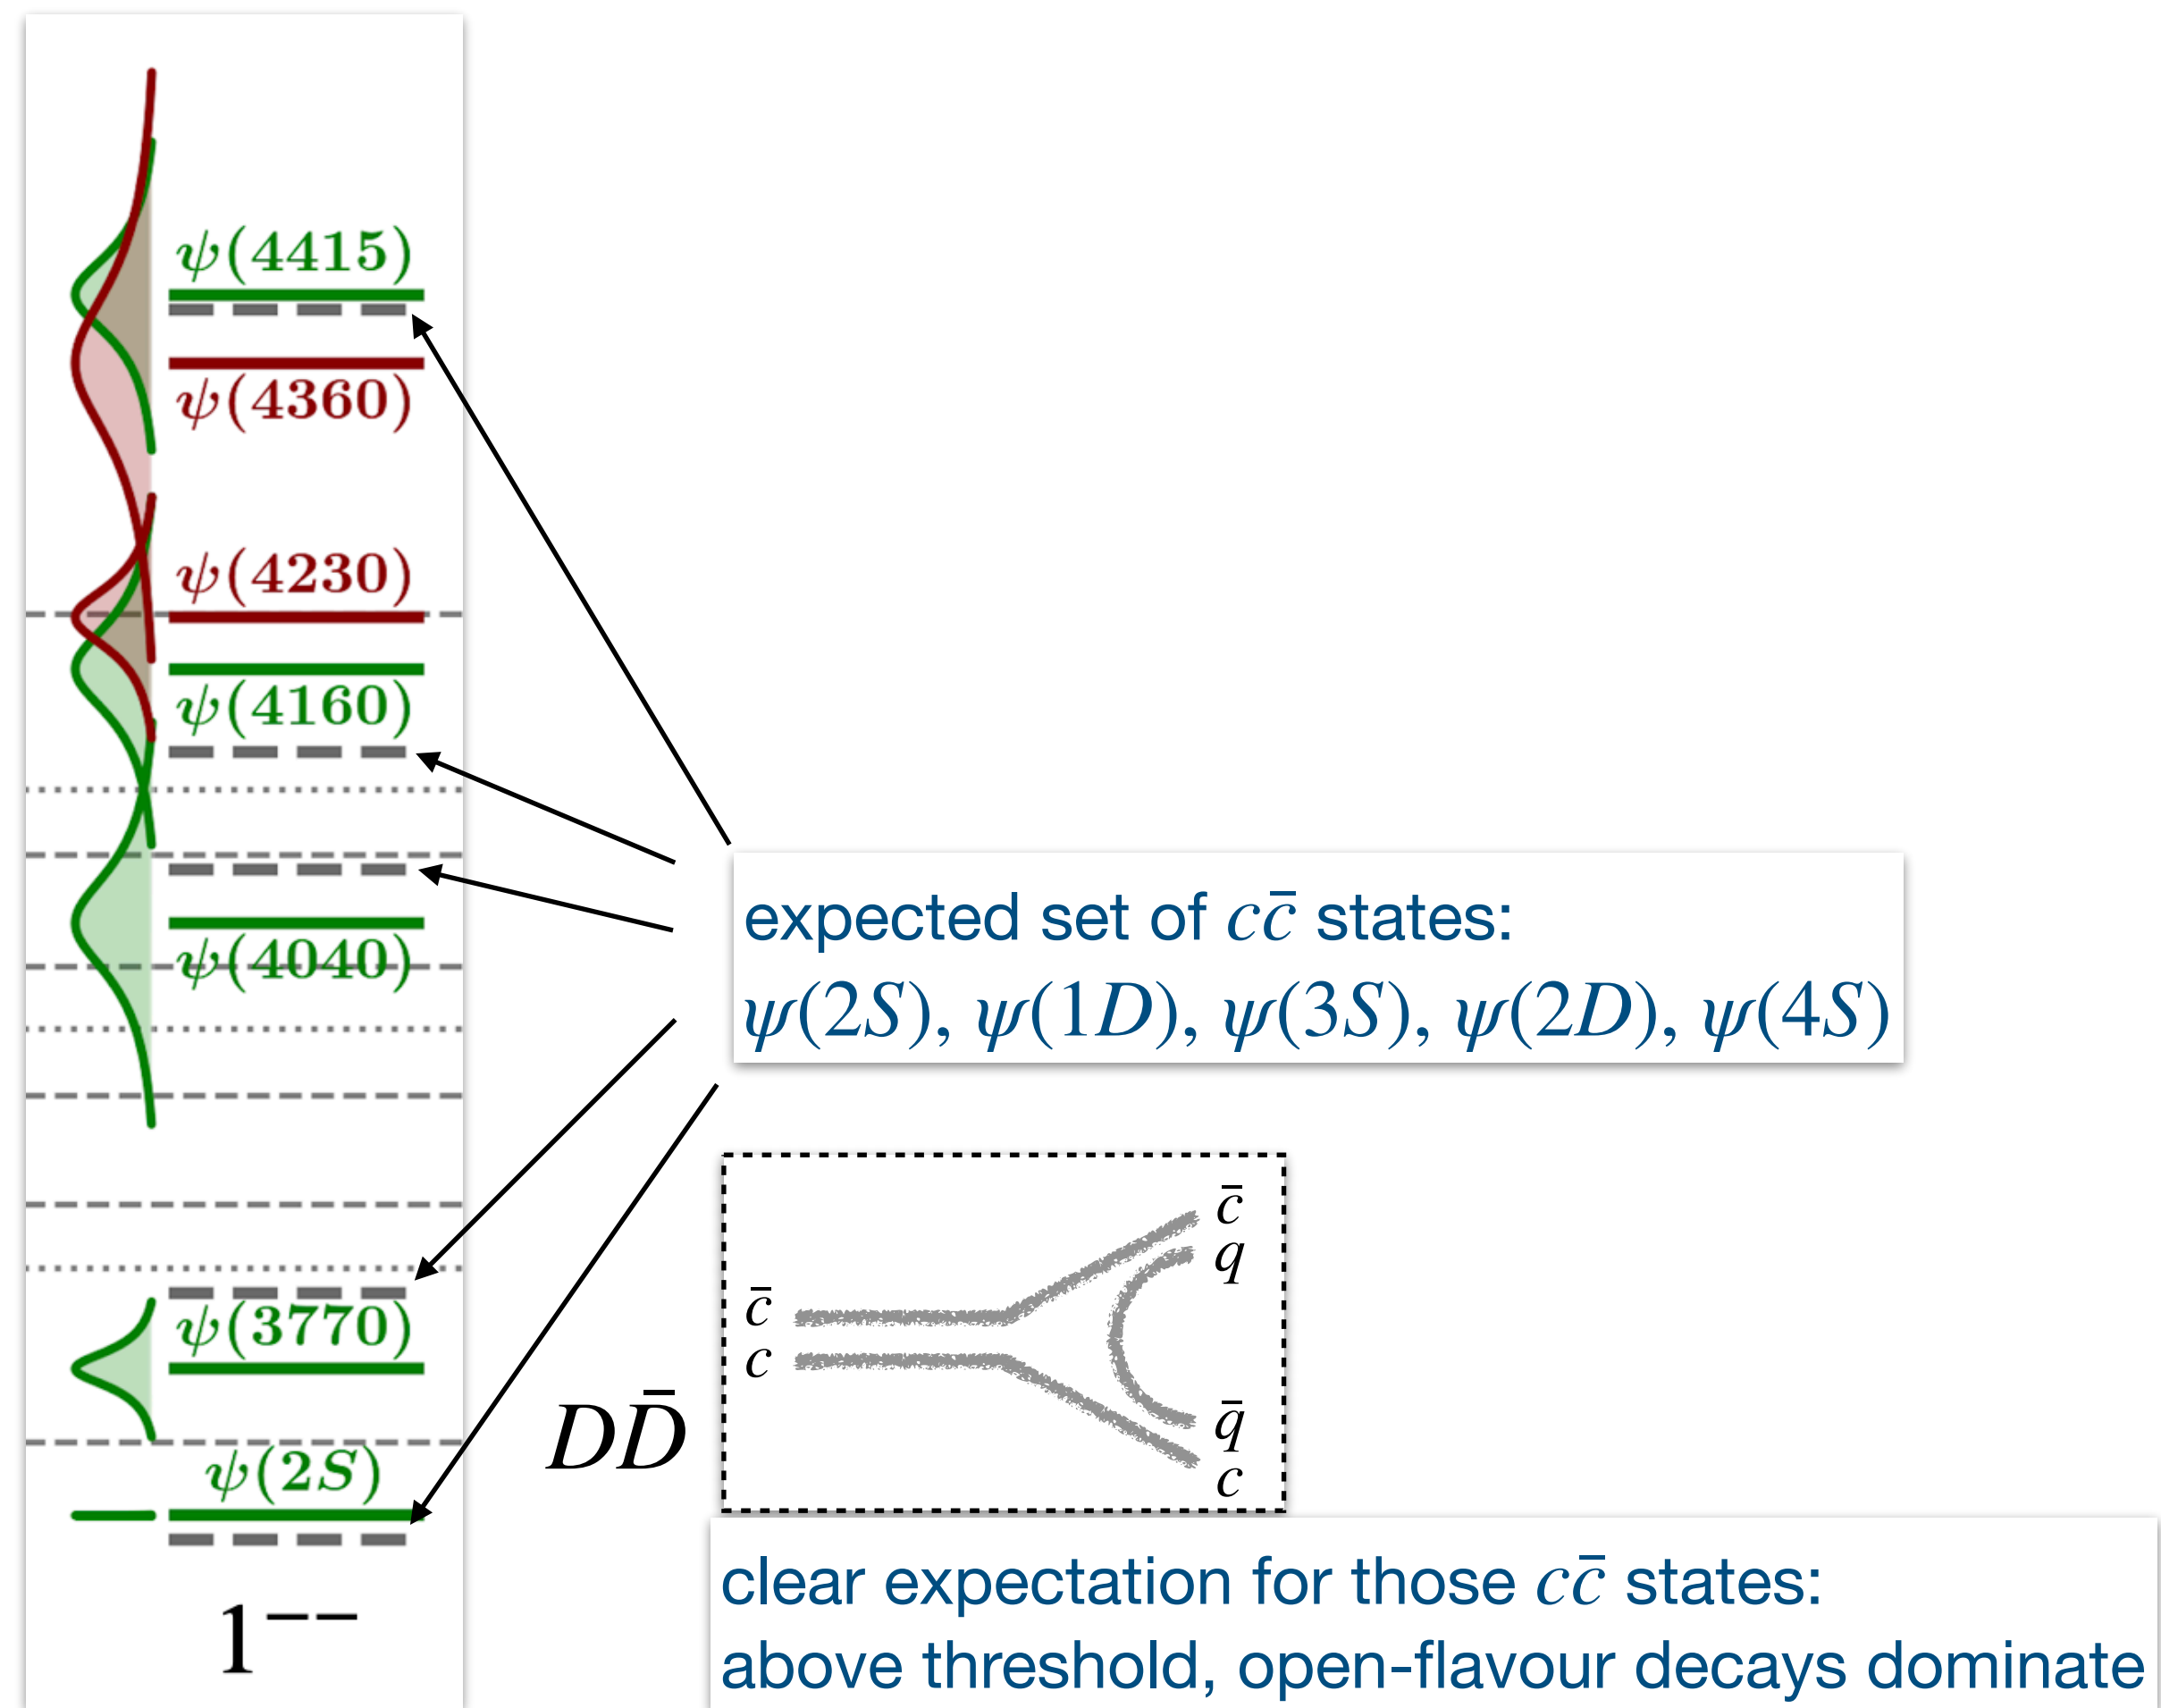 ψ(4415)
ψ(4360)
ψ(4230)
ψ(4160)
ψ(4040)
ψ(3770)
ψ(2S)
1⁻⁻
expected set of cc̄ states:
ψ(2S), ψ(1D), ψ(3S), ψ(2D), ψ(4S)
DD̄
c̄
c
c̄
q
q̄
c
clear expectation for those cc̄ states:
above threshold, open-flavour decays dominate